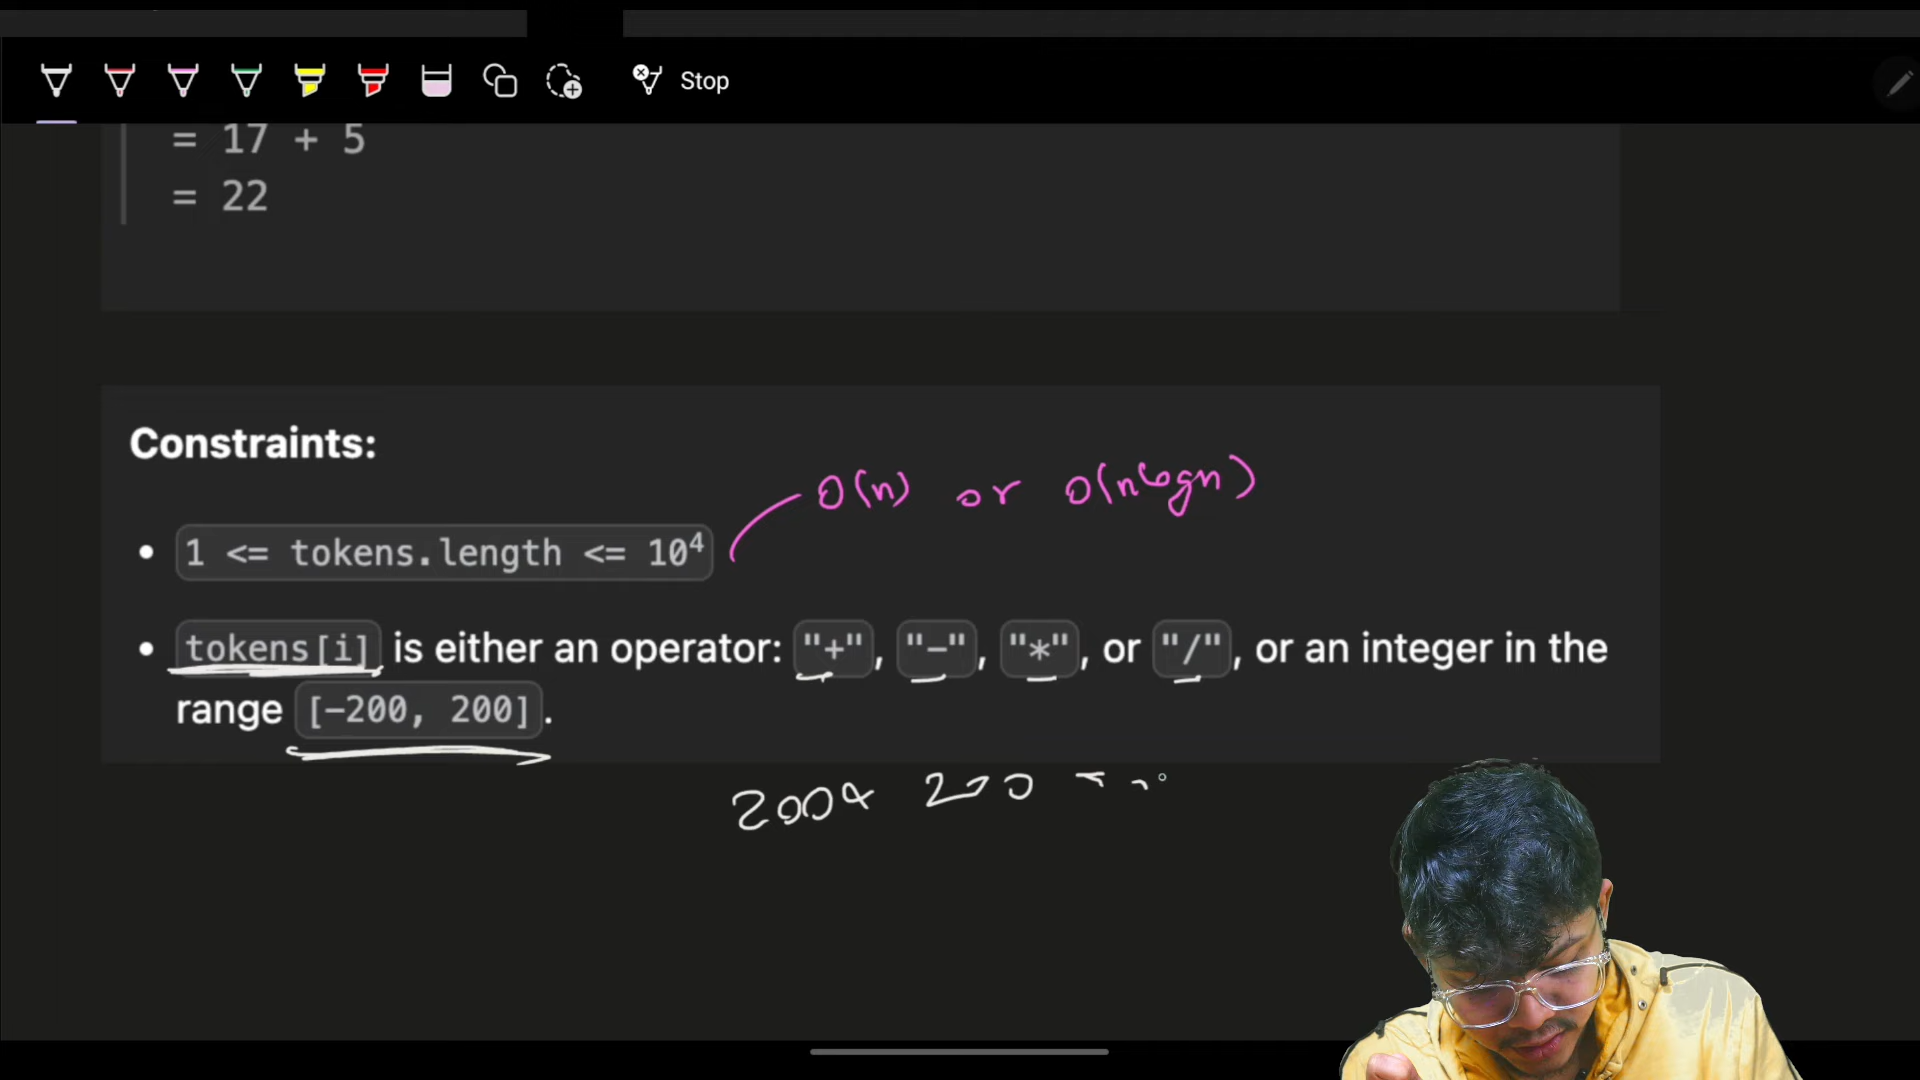 Stop
= 17 + 5
= 22
Constraints:
O(n) or O(nlogn)
• 1 <= tokens.length <= 10⁴
• tokens[i] is either an operator: "+", "-", "*", or "/", or an integer in the
range [-200, 200].
200 200